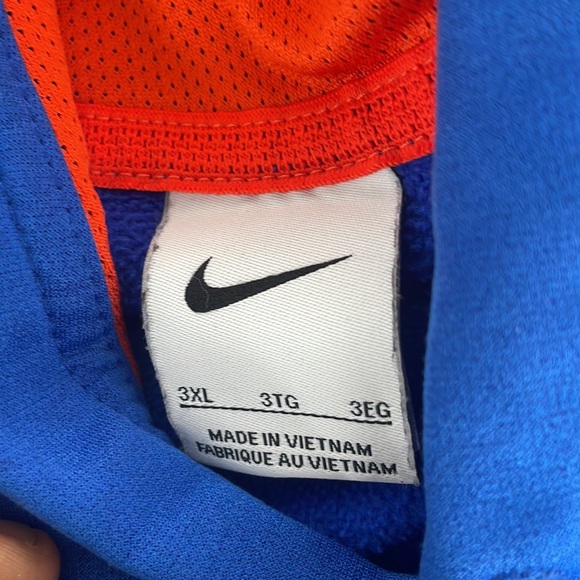 3XL 3TG 3EG
MADE IN VIETNAM
FABRIQUE AU VIETNAM